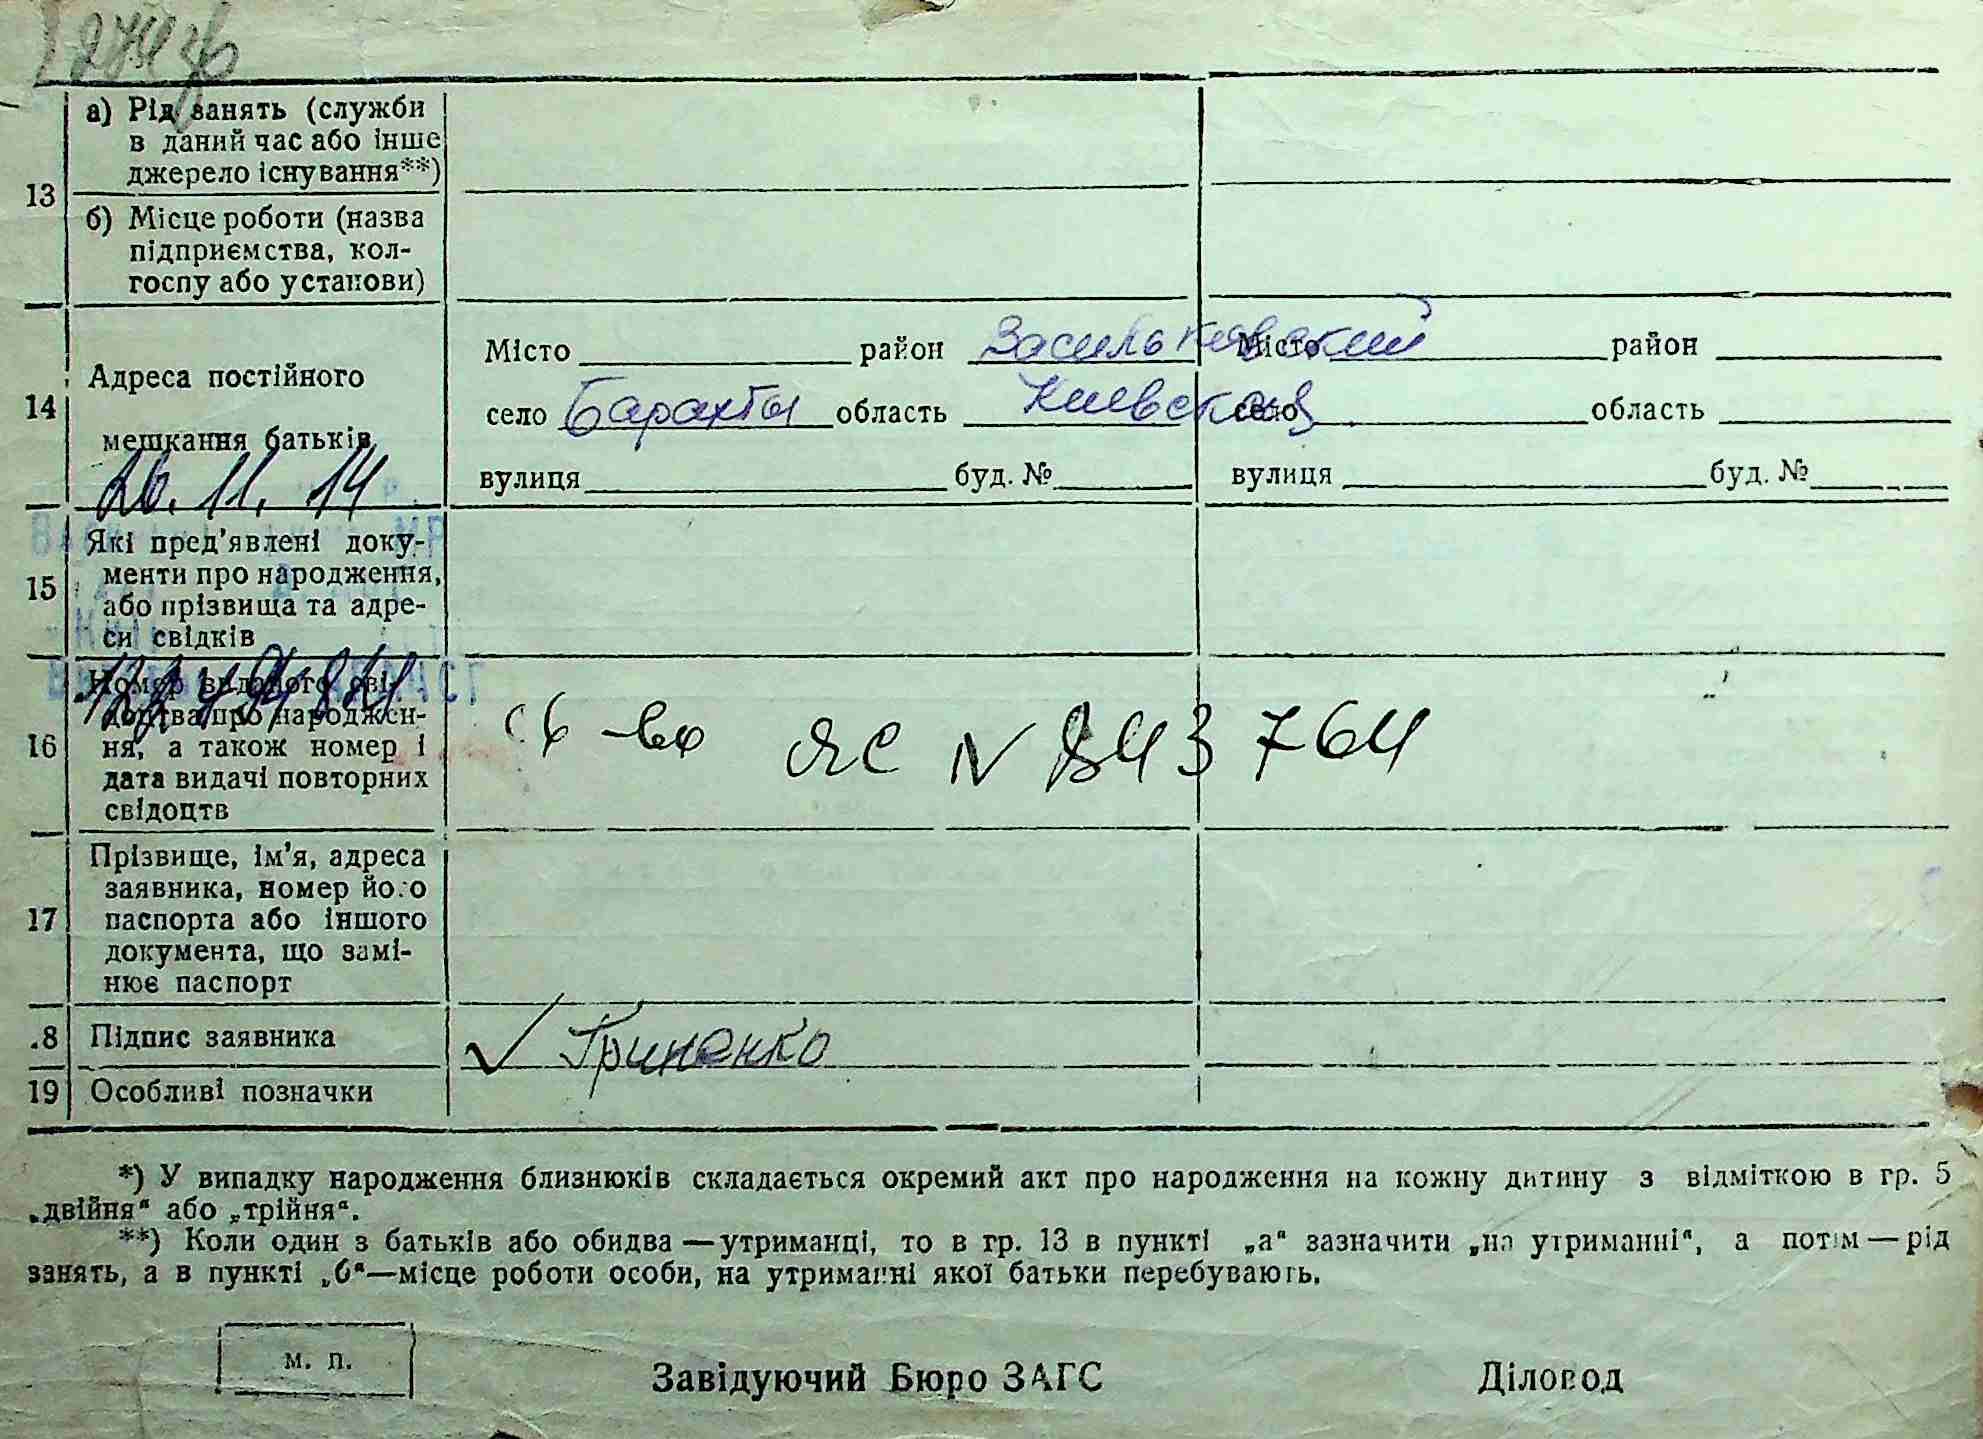 а) Рід занять (служби
в даний час або інше
джерело існування**)
13
б) Місце роботи (назва
підприємства, кол-
госпу або установи)
14
Адреса постійного
мешкання батьків
Місто район Васильковский Місто район
село Барахты область Киевская село область
вулиця буд. № вулиця буд. №
26.11.14
15
Які пред'явлені доку-
менти про народження,
або прізвища та адре-
си свідків
16
Номер виданого сві-
доцтва про народжен-
ня, а також номер і
дата видачі повторних
свідоцтв
св-во ЯС N 843764
17
Прізвище, ім'я, адреса
заявника, номер його
паспорта або іншого
документа, що замі-
нює паспорт
.8 Підпис заявника Гриненко
19 Особливі позначки
*) У випадку народження близнюків складається окремий акт про народження на кожну дитину з відміткою в гр. 5
„двійня" або „трійня".
**) Коли один з батьків або обидва — утриманці, то в гр. 13 в пункті „а" зазначити „на утриманні", а потім — рід
занять, а в пункті „б"—місце роботи особи, на утриманні якої батьки перебувають.
м. п. Завідуючий Бюро ЗАГС Діловод